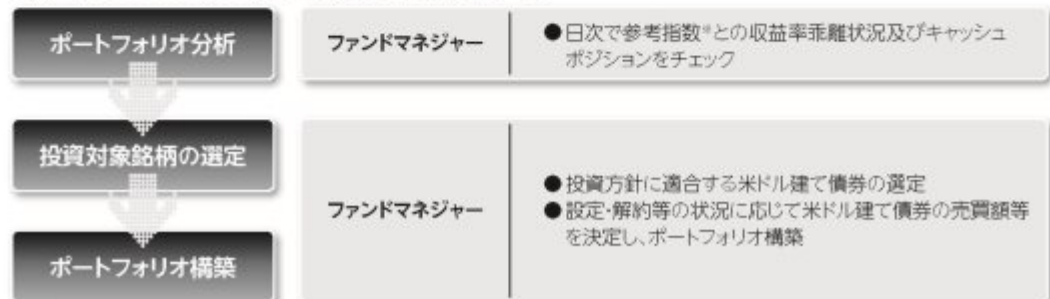 ポートフォリオ分析
ファンドマネジャー
●日次で参考指数※との収益率乖離状況及びキャッシュ
ポジションをチェック
投資対象銘柄の選定
ポートフォリオ構築
ファンドマネジャー
●投資方針に適合する米ドル建て債券の選定
●設定・解約等の状況に応じて米ドル建て債券の売買額等
を決定し、ポートフォリオ構築